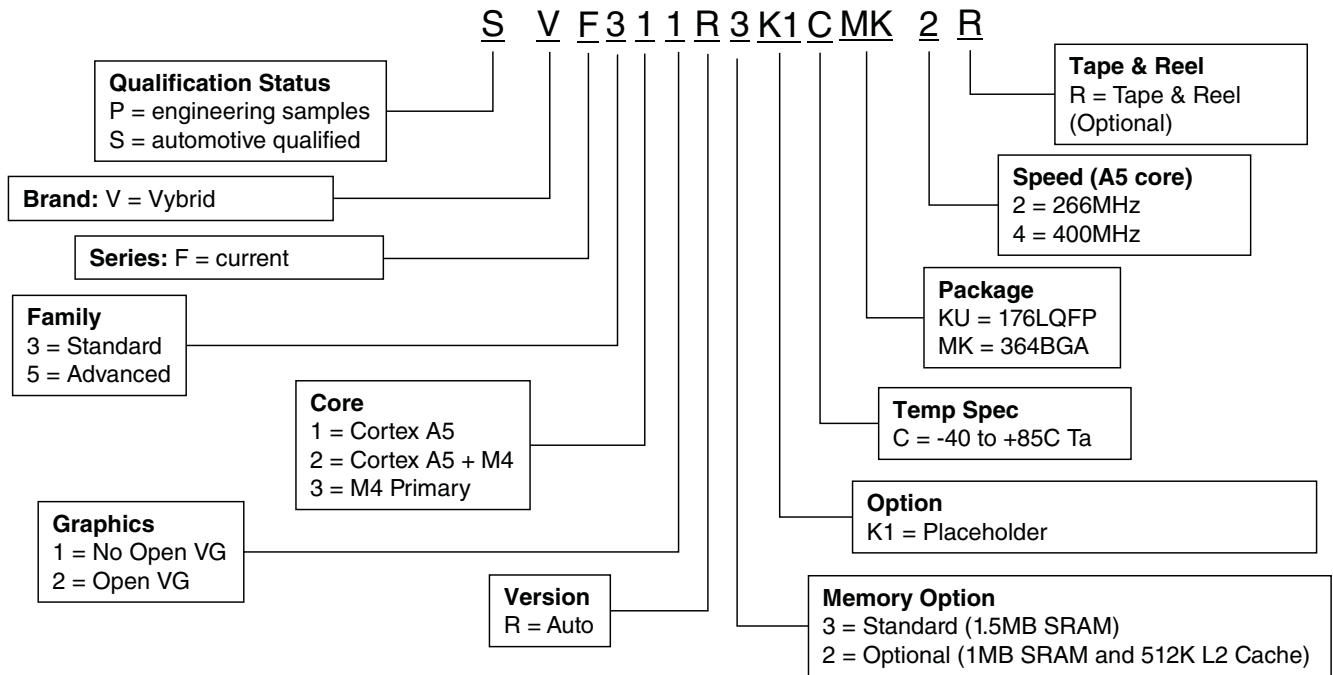 S V F 3 1 1 R 3 K1 C MK 2 R
Qualification Status
P = engineering samples
S = automotive qualified
Tape & Reel
R = Tape & Reel
(Optional)
Brand: V = Vybrid
Speed (A5 core)
2 = 266MHz
4 = 400MHz
Series: F = current
Package
KU = 176LQFP
MK = 364BGA
Family
3 = Standard
5 = Advanced
Core
1 = Cortex A5
2 = Cortex A5 + M4
3 = M4 Primary
Temp Spec
C = -40 to +85C Ta
Graphics
1 = No Open VG
2 = Open VG
Option
K1 = Placeholder
Version
R = Auto
Memory Option
3 = Standard (1.5MB SRAM)
2 = Optional (1MB SRAM and 512K L2 Cache)